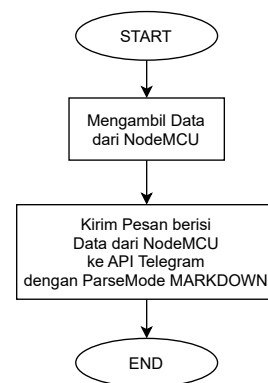 START
Mengambil Data
dari NodeMCU
Kirim Pesan berisi
Data dari NodeMCU
ke API Telegram
dengan ParseMode MARKDOWN
END